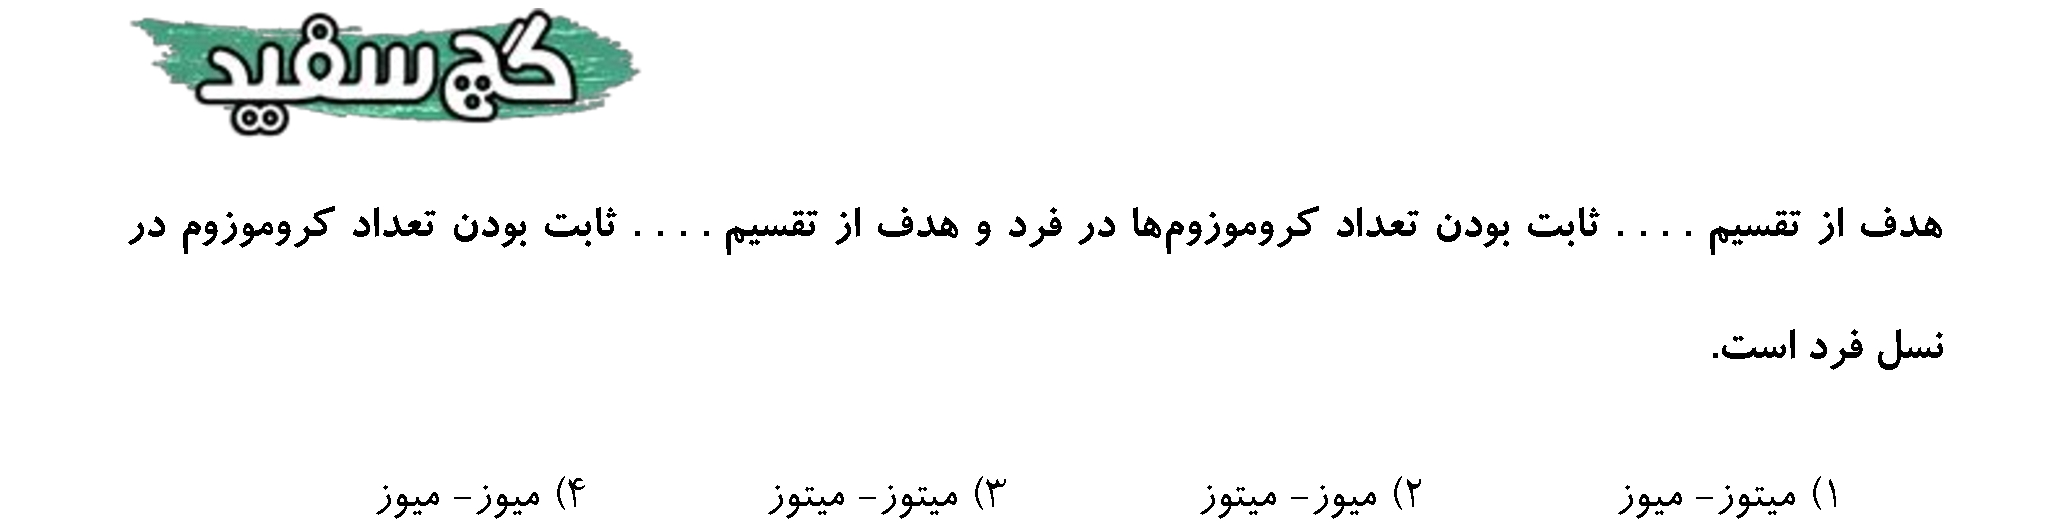 گچ سفید
هدف از تقسیم . . . . ثابت بودن تعداد کروموزوم‌ها در فرد و هدف از تقسیم . . . . ثابت بودن تعداد کروموزوم در
نسل فرد است.
۱) میتوز- میوز ۲) میوز- میتوز ۳) میتوز- میتوز ۴) میوز- میوز